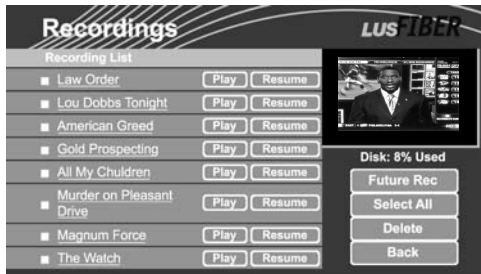 Recordings
LUSFIBER
Recording List
Law Order Play Resume
Lou Dobbs Tonight Play Resume
American Greed Play Resume
Gold Prospecting Play Resume
All My Chuldren Play Resume
Murder on Pleasant
Drive Play Resume
Magnum Force Play Resume
The Watch Play Resume
Disk: 8% Used
Future Rec
Select All
Delete
Back